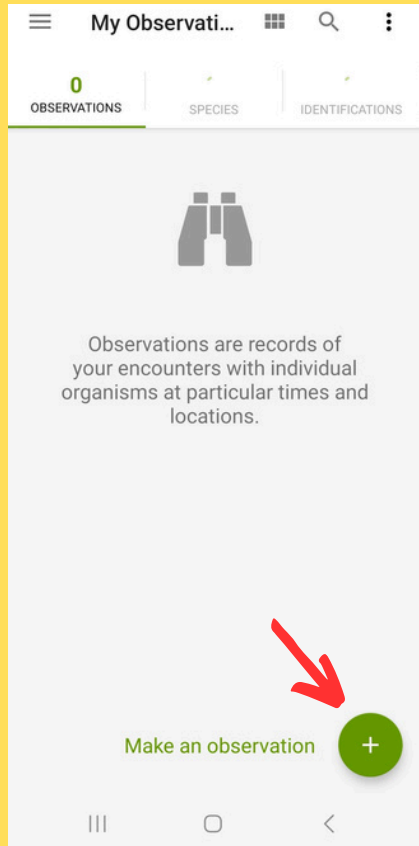 My Observati...
0
OBSERVATIONS SPECIES IDENTIFICATIONS
Observations are records of
your encounters with individual
organisms at particular times and
locations.
Make an observation +